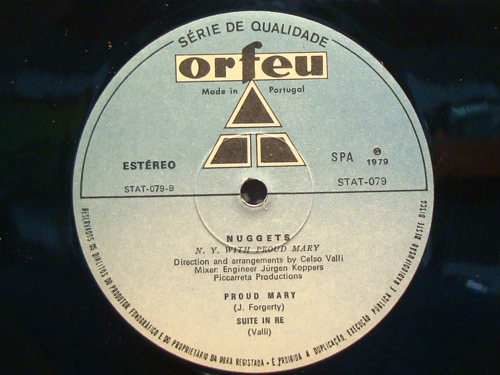 SÉRIE DE QUALIDADE
orfeu
Made in Portugal
ESTÉREO
SPA ℗ 1979
STAT-079-B
STAT-079
NUGGETS
N. Y. WITH PROUD MARY
Direction and arrangements by Celso Valli
Mixer: Engineer Jürgen Koppers
Piccarreta Productions
PROUD MARY
(J. Forgerty)
SUITE IN RE
(Valli)
RESERVADOS OS DIREITOS DO PRODUTOR FONOGRÁFICO E DO PROPRIETÁRIO DA OBRA REGISTADA - É PROIBIDA A DUPLICAÇÃO, EXECUÇÃO PÚBLICA E RADIODIFUSÃO DESTE DISCO